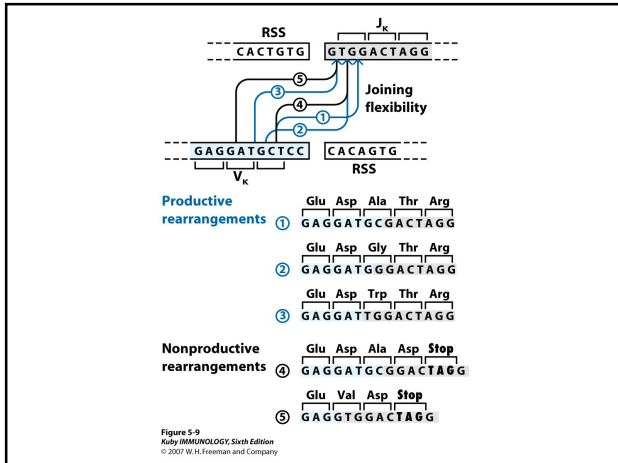 RSS
Jκ
CACTGTG
GTGGACTAGG
⑤
③
Joining
flexibility
④
①
②
GAGGATGCTCC
CACAGTG
Vκ
RSS
Productive
rearrangements
Glu Asp Ala Thr Arg
① GAGGATGCGACTAGG
Glu Asp Gly Thr Arg
② GAGGATGGGACTAGG
Glu Asp Trp Thr Arg
③ GAGGATTGGACTAGG
Nonproductive
rearrangements
Glu Asp Ala Asp Stop
④ GAGGATGCGGACTAGG
Glu Val Asp Stop
⑤ GAGGTGGACTAGG
Figure 5-9
Kuby IMMUNOLOGY, Sixth Edition
© 2007 W. H. Freeman and Company